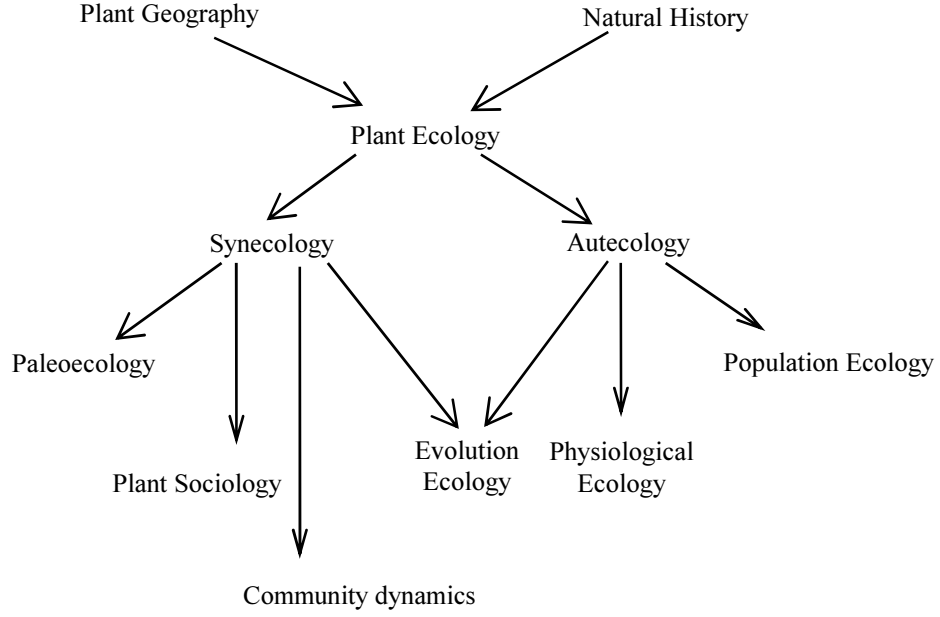 Plant Geography
Natural History
Plant Ecology
Synecology
Autecology
Paleoecology
Population Ecology
Plant Sociology
Evolution
Ecology
Physiological
Ecology
Community dynamics